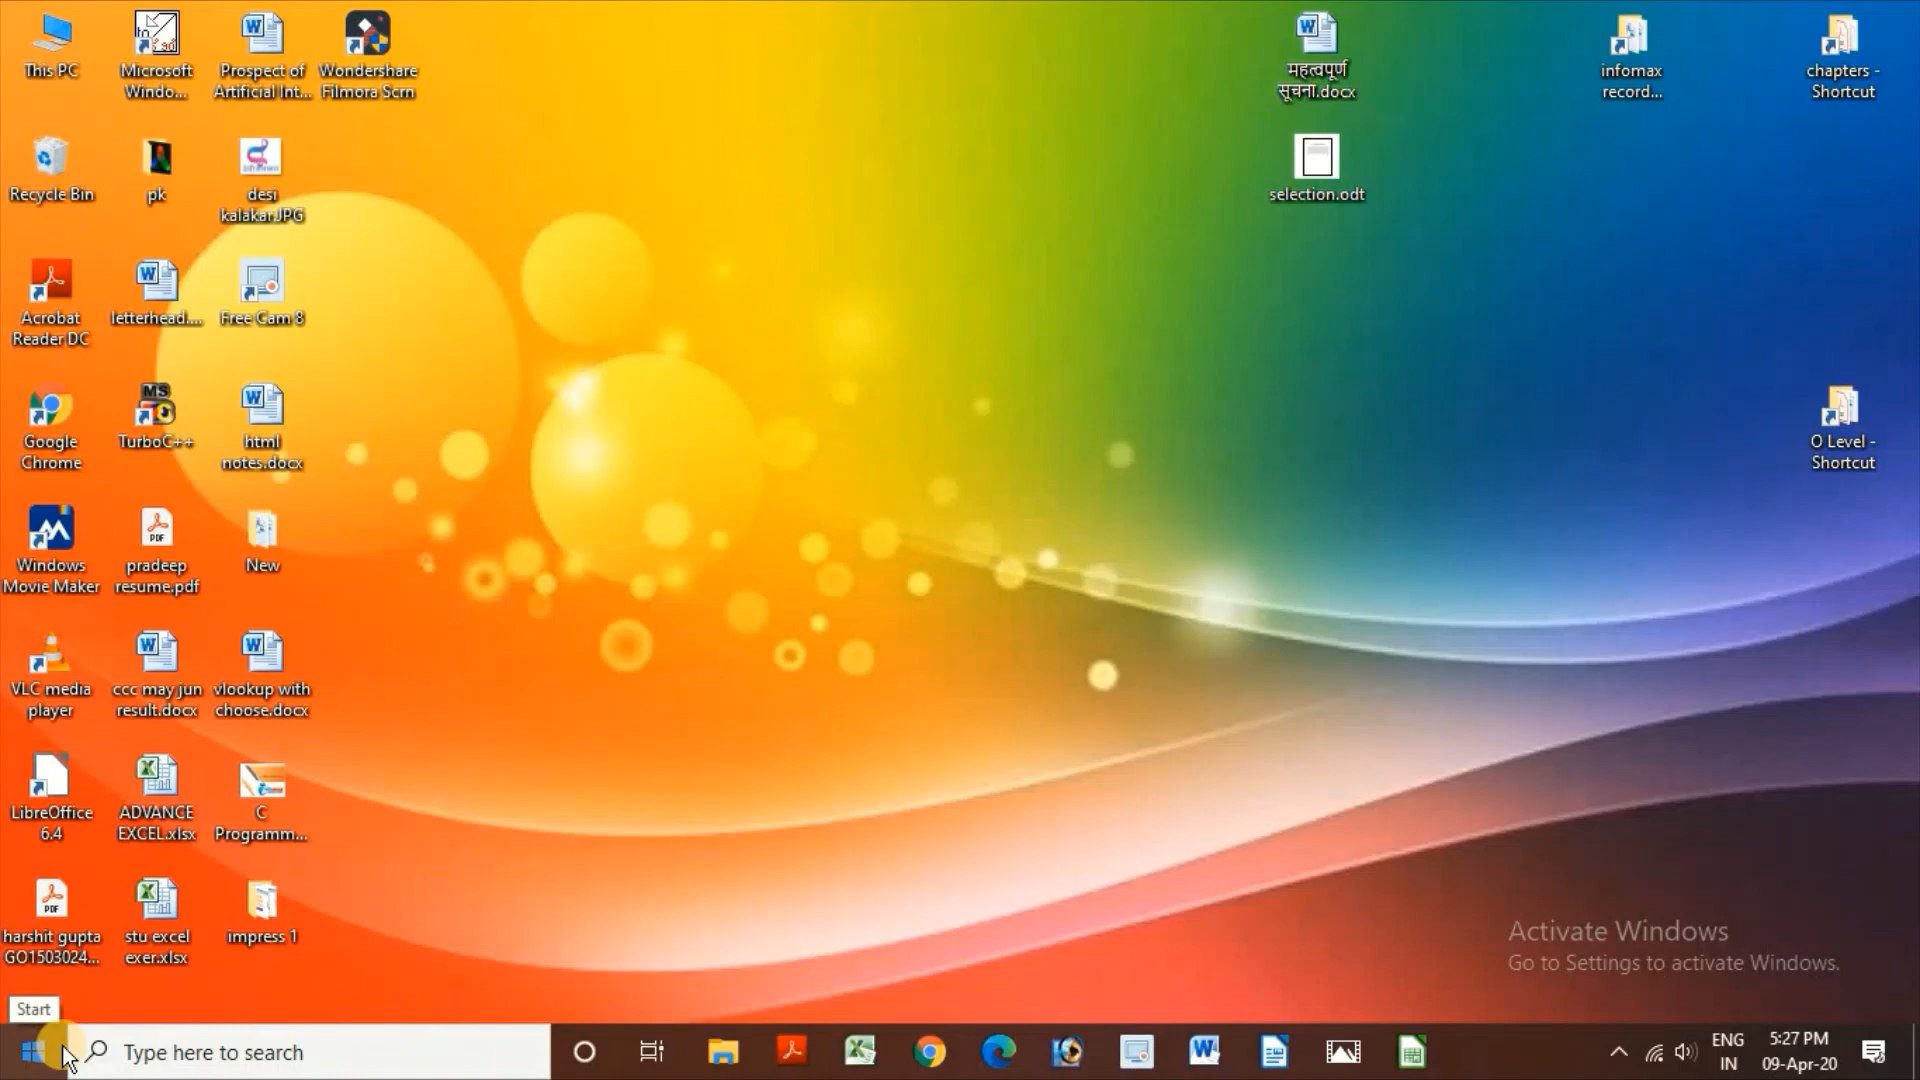 This PC
Microsoft
Windo...
Prospect of
Artificial Int...
Wondershare
Filmora Scrn
महत्वपूर्ण
सूचना.docx
infomax
record...
chapters -
Shortcut
Recycle Bin
pk
desi
kalakar.JPG
selection.odt
Acrobat
Reader DC
letterhead....
Free Cam 8
Google
Chrome
MS
TurboC++
html
notes.docx
O Level -
Shortcut
Windows
Movie Maker
PDF
pradeep
resume.pdf
New
VLC media
player
ccc may jun
result.docx
vlookup with
choose.docx
LibreOffice
6.4
ADVANCE
EXCEL.xlsx
C
Programm...
PDF
harshit gupta
GO1503024...
stu excel
exer.xlsx
impress 1
Activate Windows
Go to Settings to activate Windows.
Start
Type here to search
ENG
IN
5:27 PM
09-Apr-20